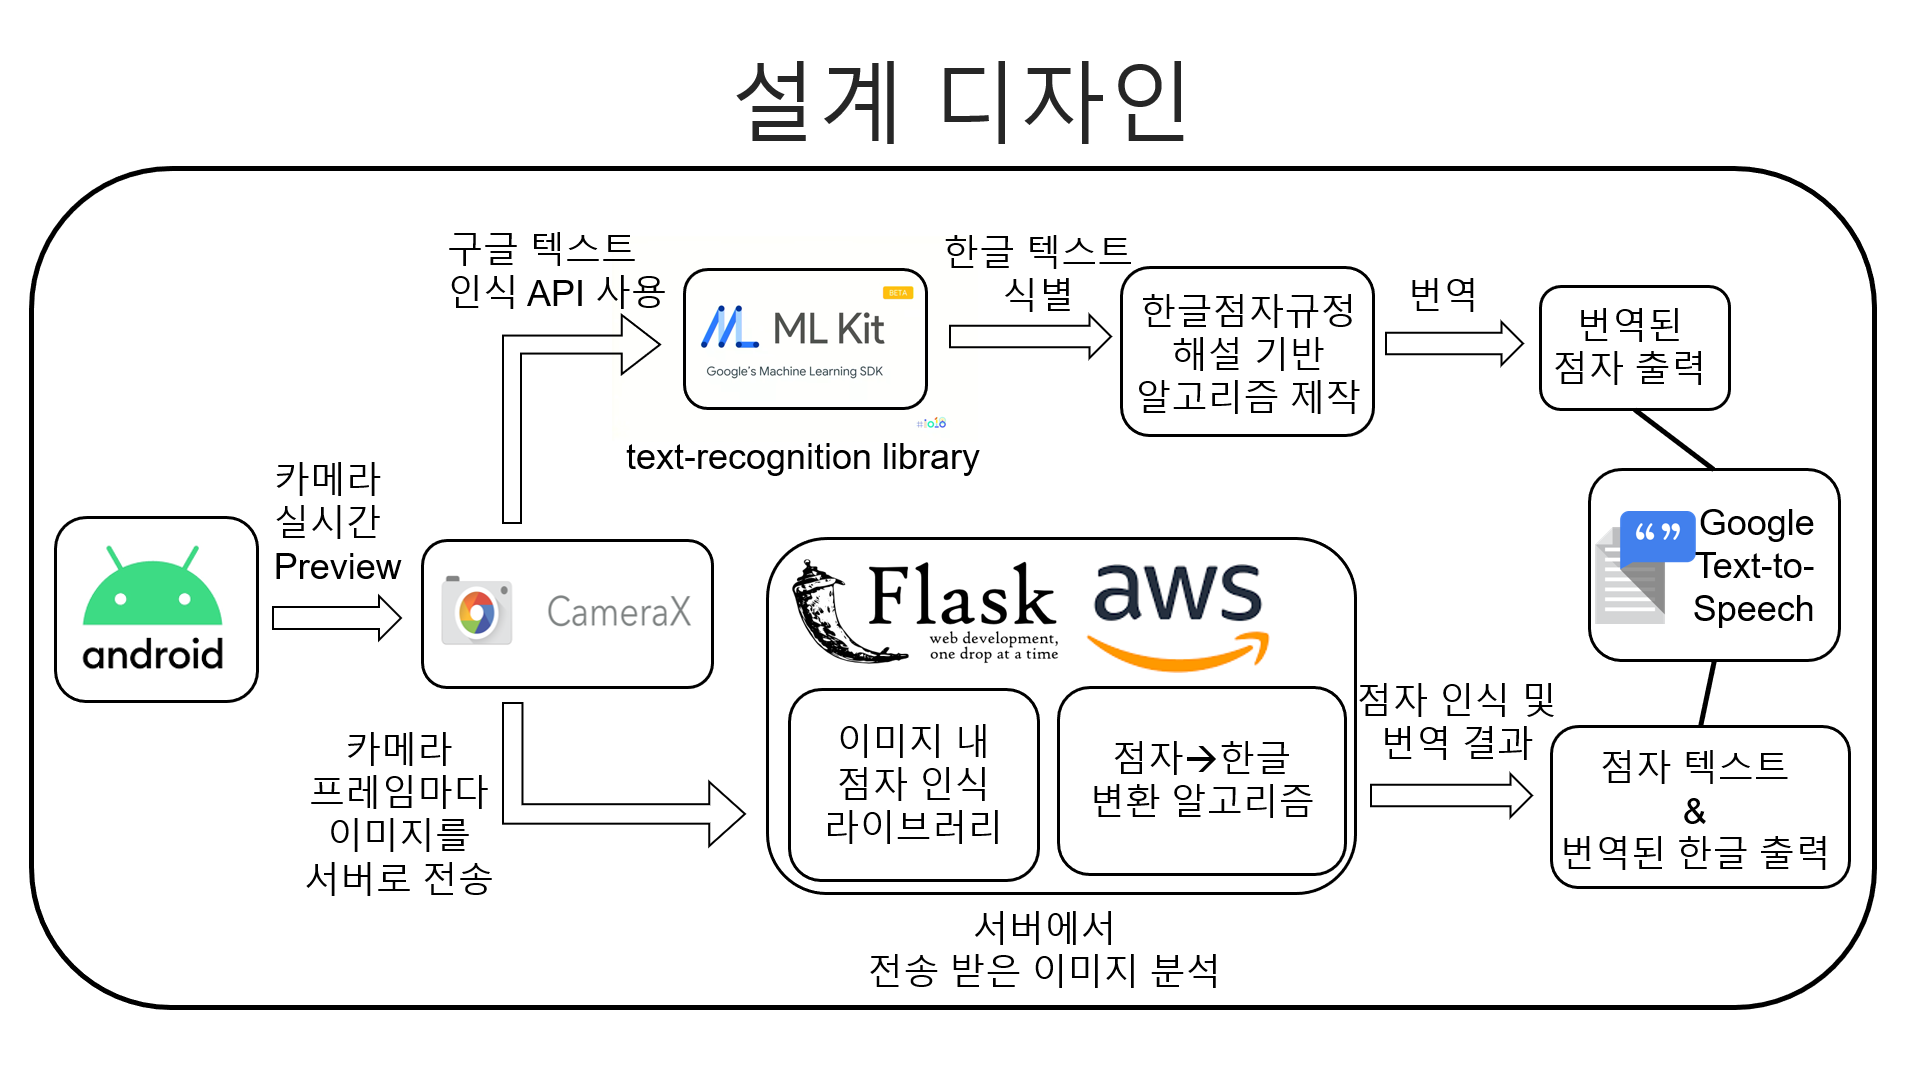 설계 디자인
구글 텍스트
인식 API 사용
BETA
ML Kit
Google's Machine Learning SDK
#io18
text-recognition library
한글 텍스트
식별
한글점자규정
해설 기반
알고리즘 제작
번역
번역된
점자 출력
카메라
실시간
Preview
android
CameraX
Google
Text-to-
Speech
Flask
web development,
one drop at a time
aws
카메라
프레임마다
이미지를
서버로 전송
이미지 내
점자 인식
라이브러리
점자→한글
변환 알고리즘
점자 인식 및
번역 결과
점자 텍스트
&
번역된 한글 출력
서버에서
전송 받은 이미지 분석